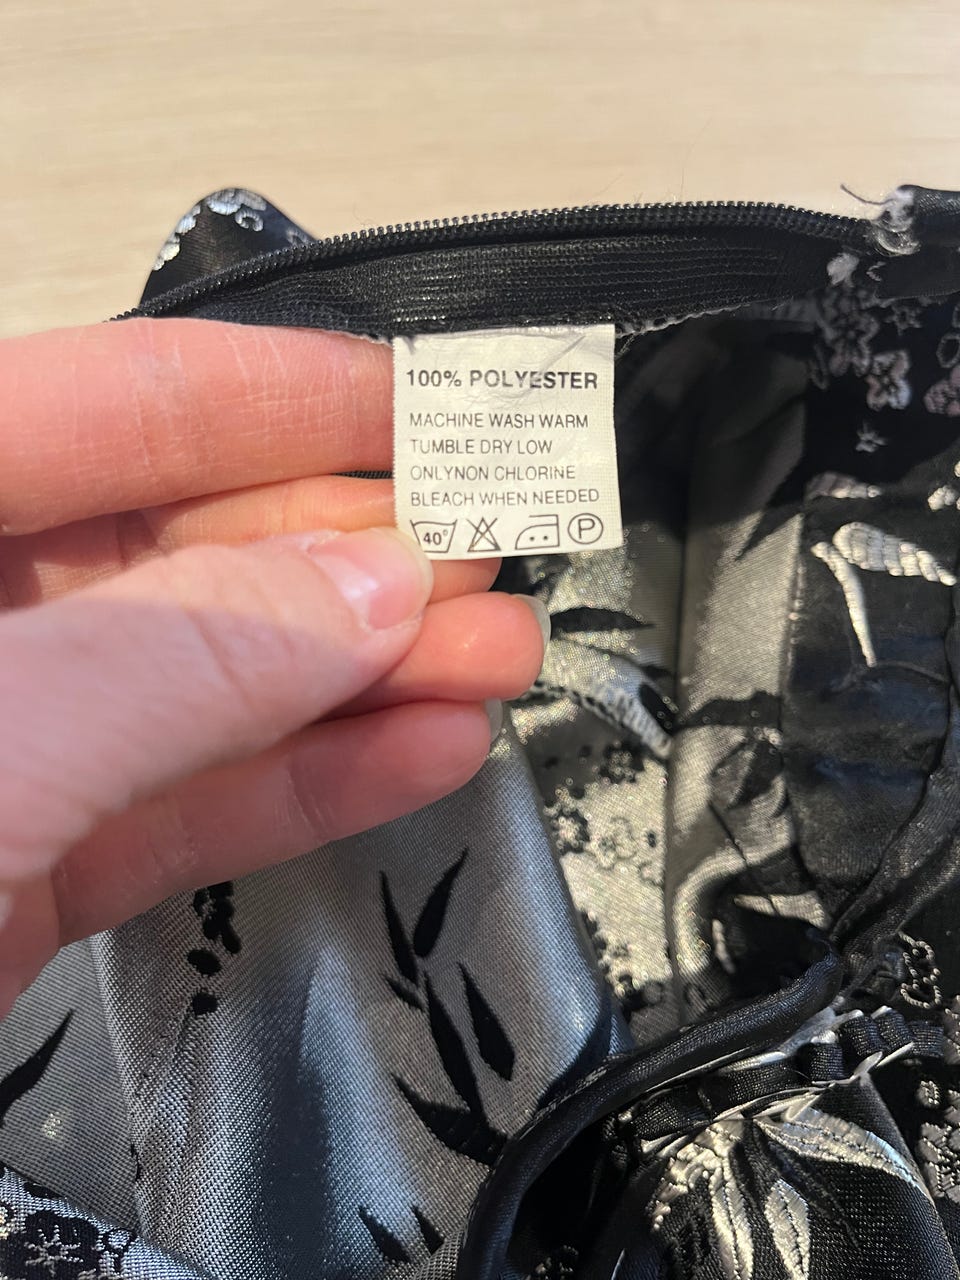 100% POLYESTER
MACHINE WASH WARM
TUMBLE DRY LOW
ONLYNON CHLORINE
BLEACH WHEN NEEDED
40° P